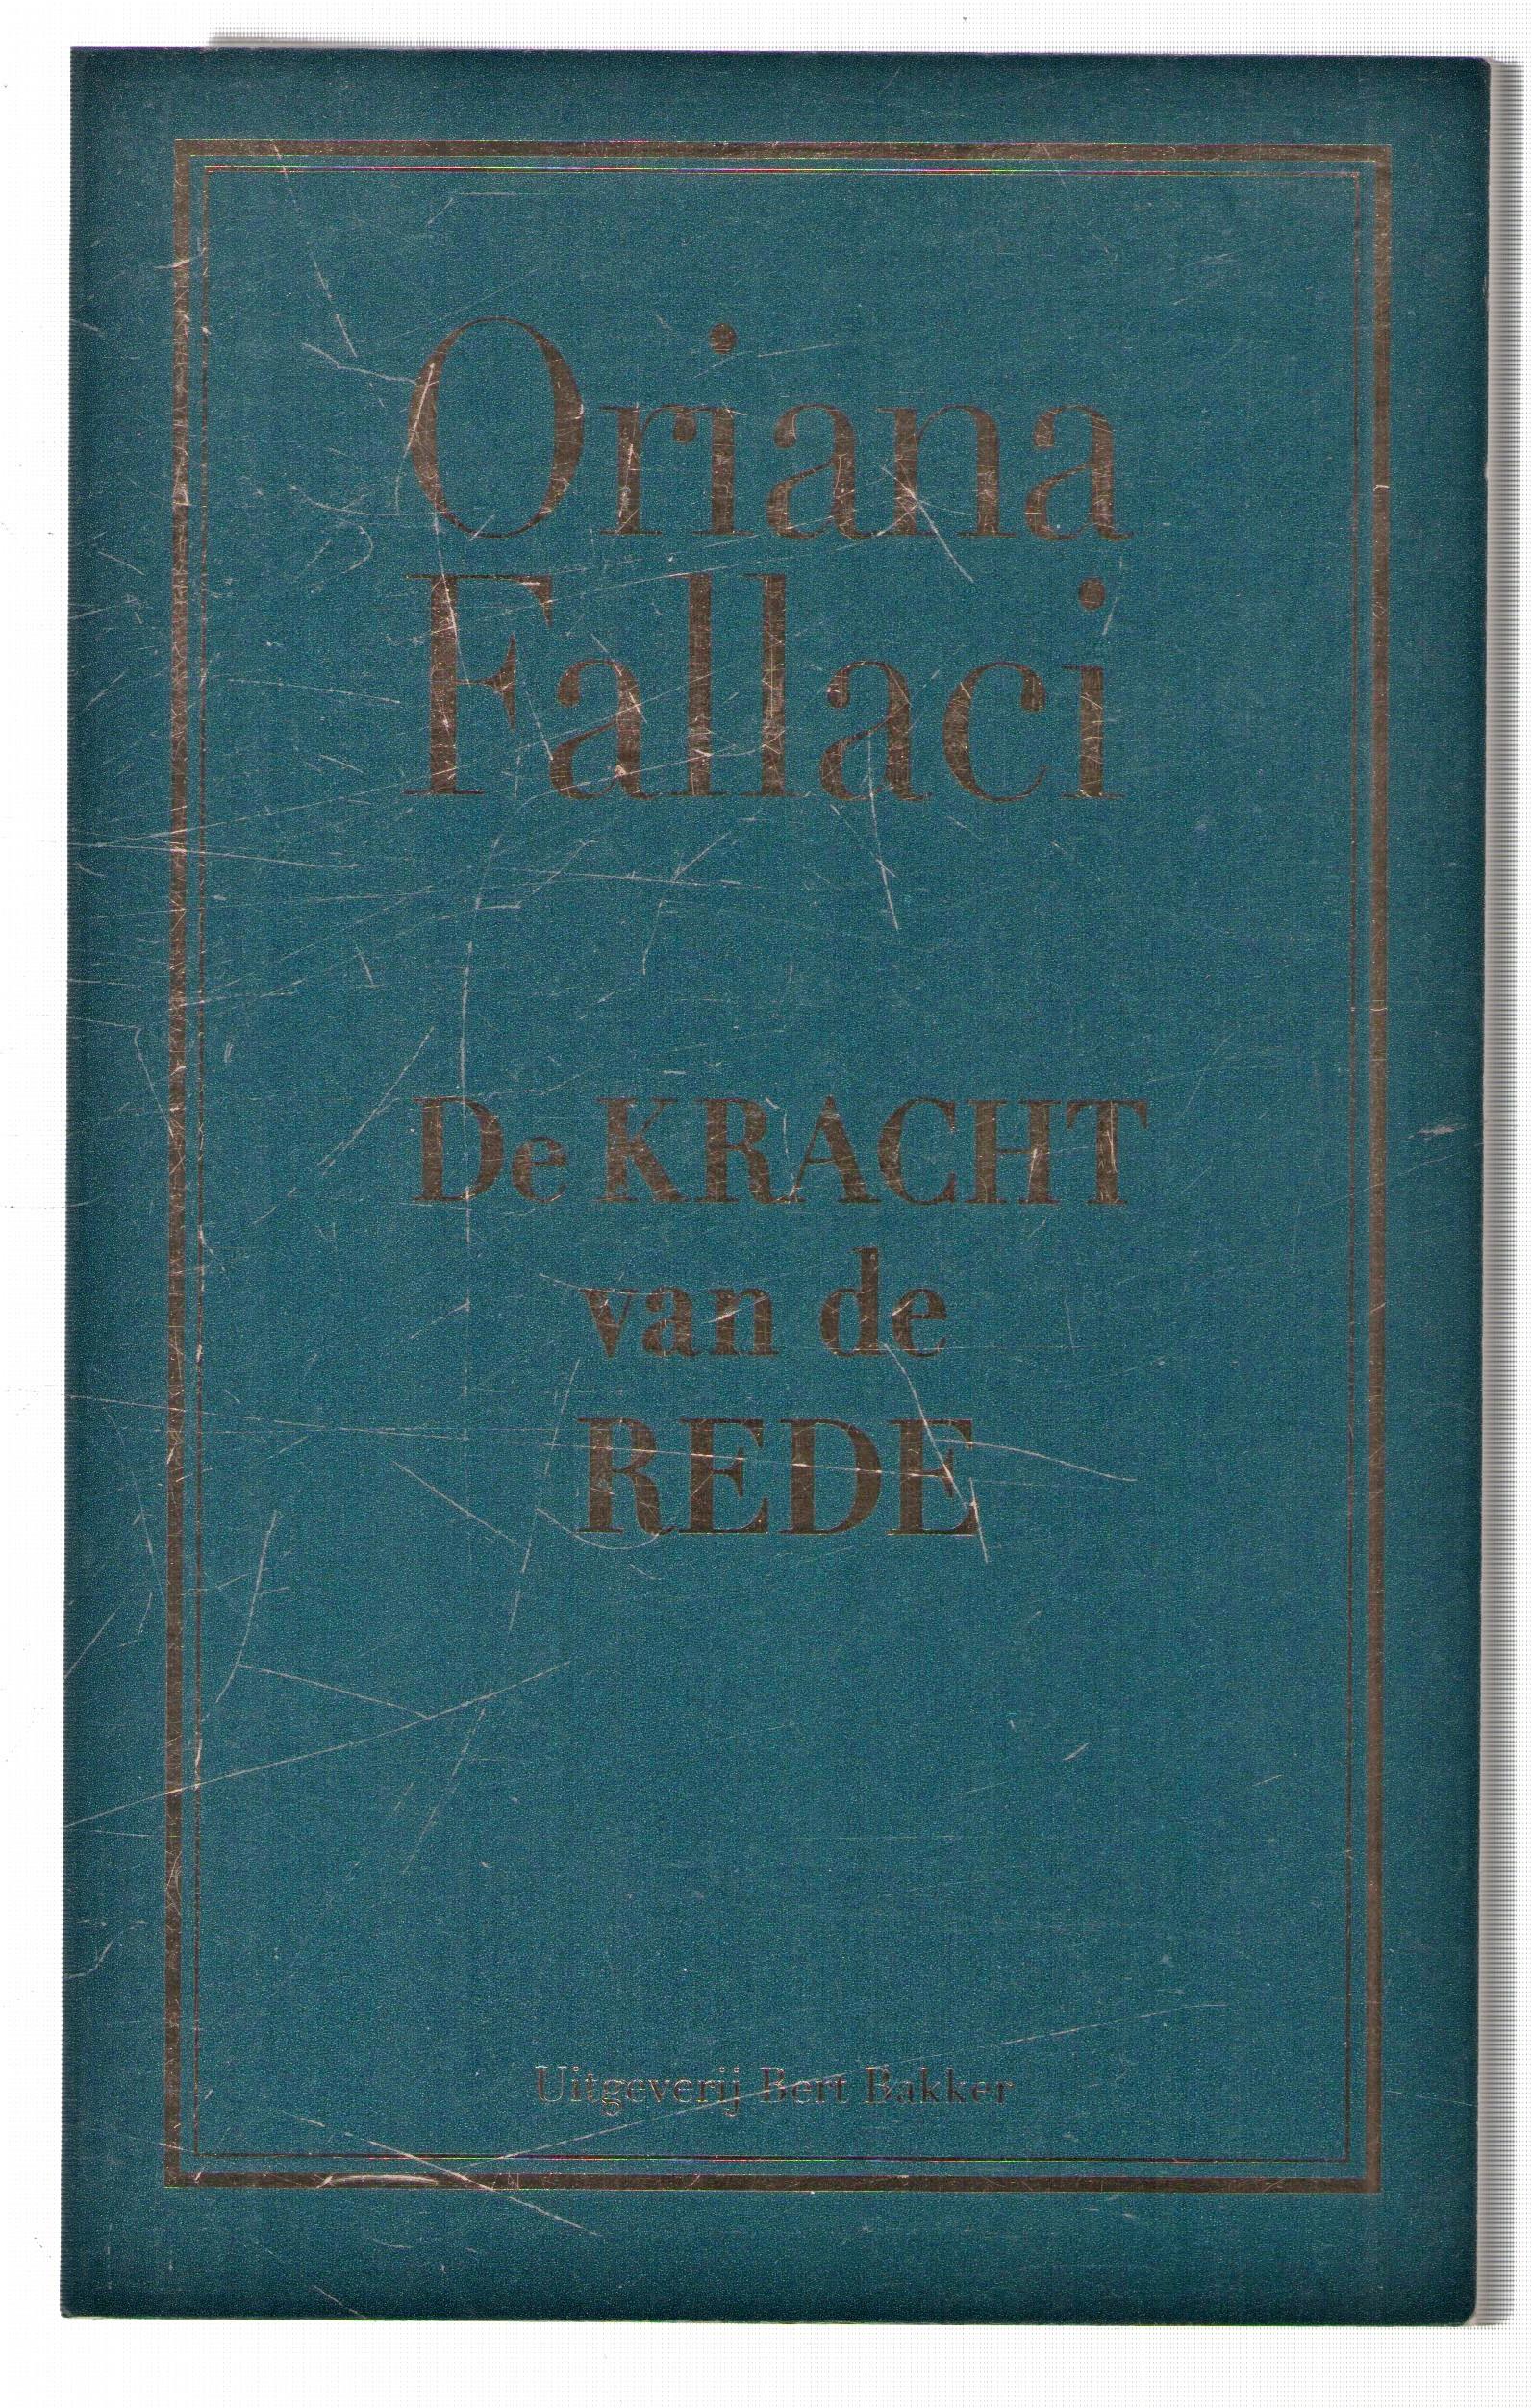 Oriana
Fallaci
De KRACHT
van de
REDE
Uitgeverij Bert Bakker